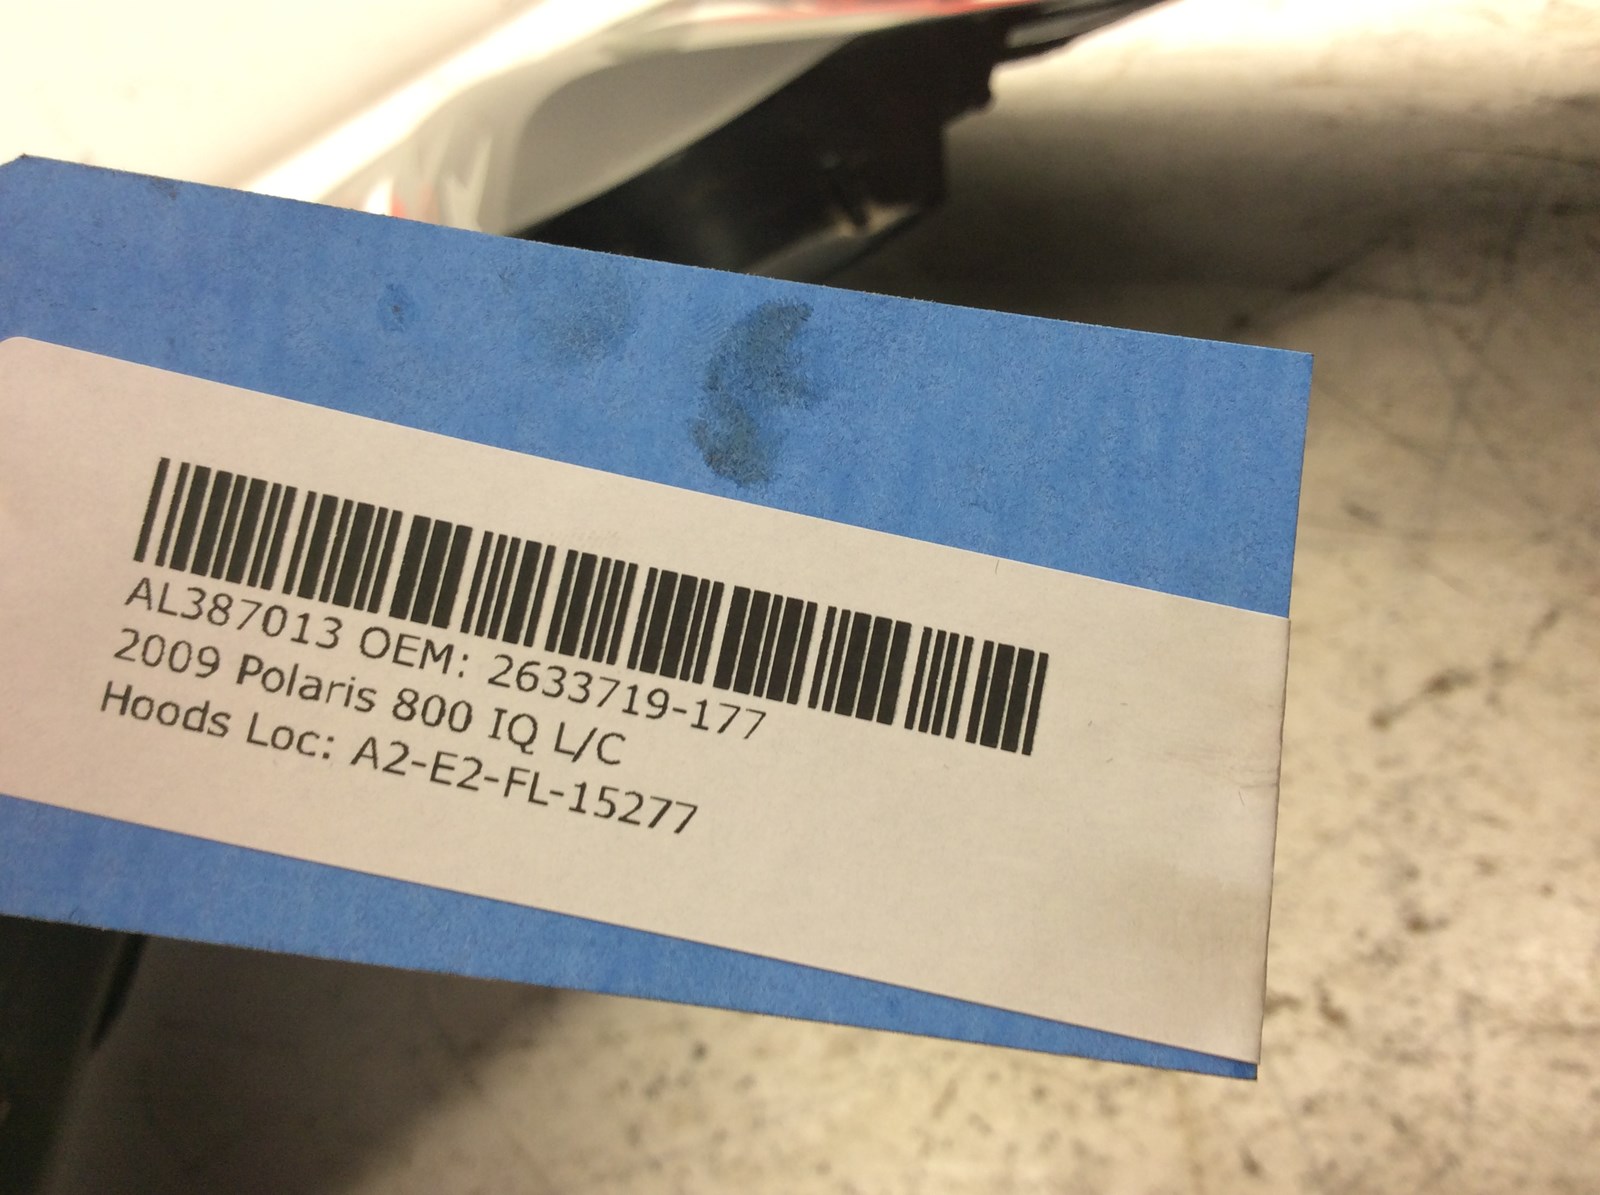 AL387013 OEM: 2633719-177
2009 Polaris 800 IQ L/C
Hoods Loc: A2-E2-FL-15277